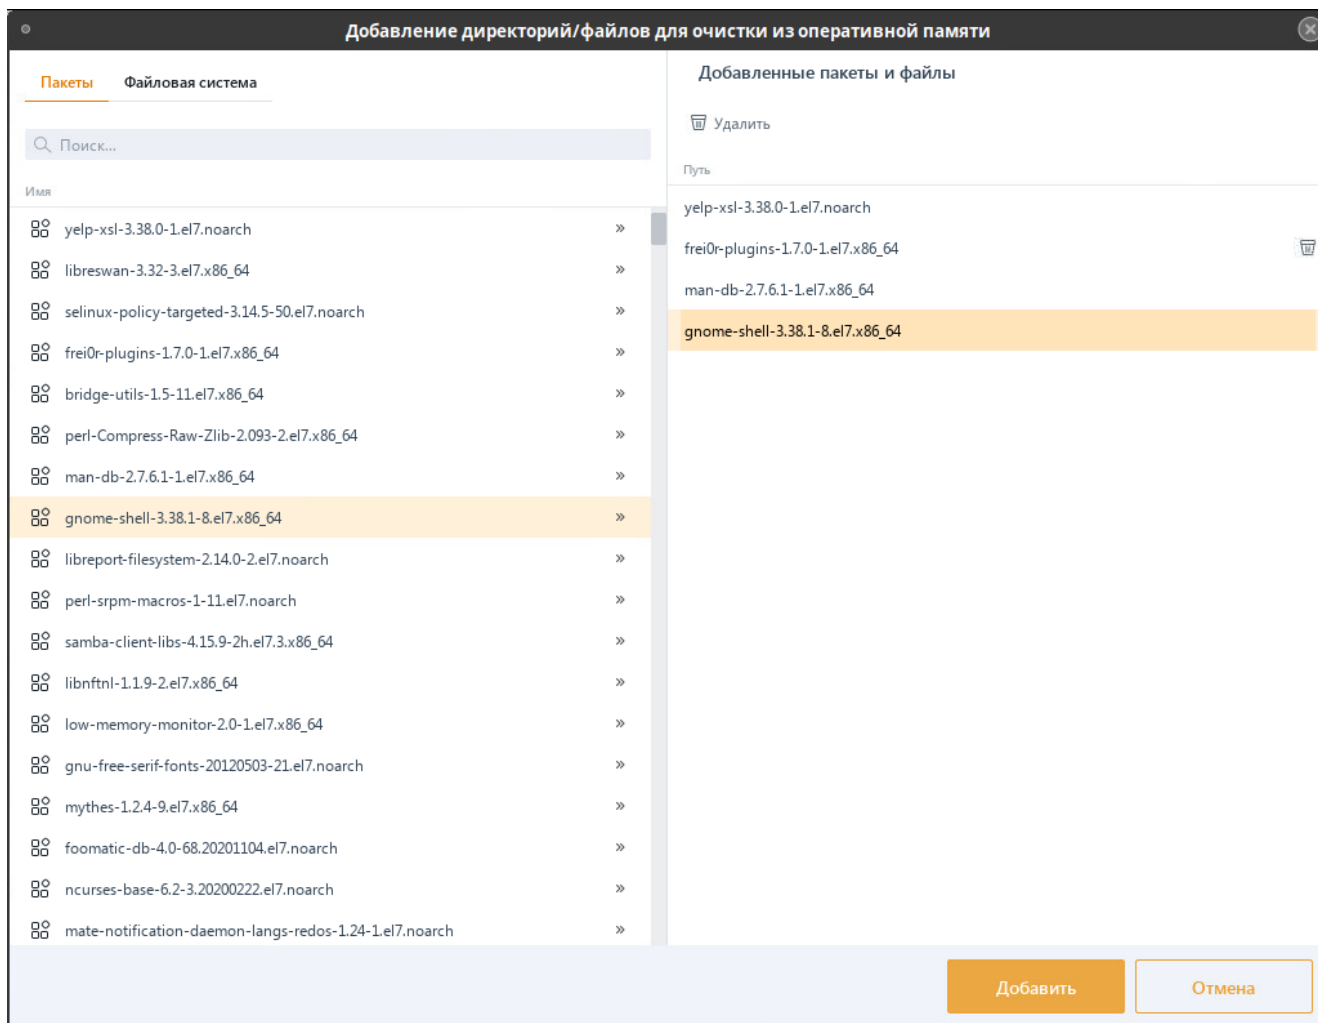 Добавление директорий/файлов для очистки из оперативной памяти
Пакеты Файловая система
Поиск...
Имя
yelp-xsl-3.38.0-1.el7.noarch »
libreswan-3.32-3.el7.x86_64 »
selinux-policy-targeted-3.14.5-50.el7.noarch »
frei0r-plugins-1.7.0-1.el7.x86_64 »
bridge-utils-1.5-11.el7.x86_64 »
perl-Compress-Raw-Zlib-2.093-2.el7.x86_64 »
man-db-2.7.6.1-1.el7.x86_64 »
gnome-shell-3.38.1-8.el7.x86_64 »
libreport-filesystem-2.14.0-2.el7.noarch »
perl-srpm-macros-1-11.el7.noarch »
samba-client-libs-4.15.9-2h.el7.3.x86_64 »
libnftnl-1.1.9-2.el7.x86_64 »
low-memory-monitor-2.0-1.el7.x86_64 »
gnu-free-serif-fonts-20120503-21.el7.noarch »
mythes-1.2.4-9.el7.x86_64 »
foomatic-db-4.0-68.20201104.el7.noarch »
ncurses-base-6.2-3.20200222.el7.noarch »
mate-notification-daemon-langs-redos-1.24-1.el7.noarch »
Добавленные пакеты и файлы
Удалить
Путь
yelp-xsl-3.38.0-1.el7.noarch
frei0r-plugins-1.7.0-1.el7.x86_64
man-db-2.7.6.1-1.el7.x86_64
gnome-shell-3.38.1-8.el7.x86_64
Добавить Отмена